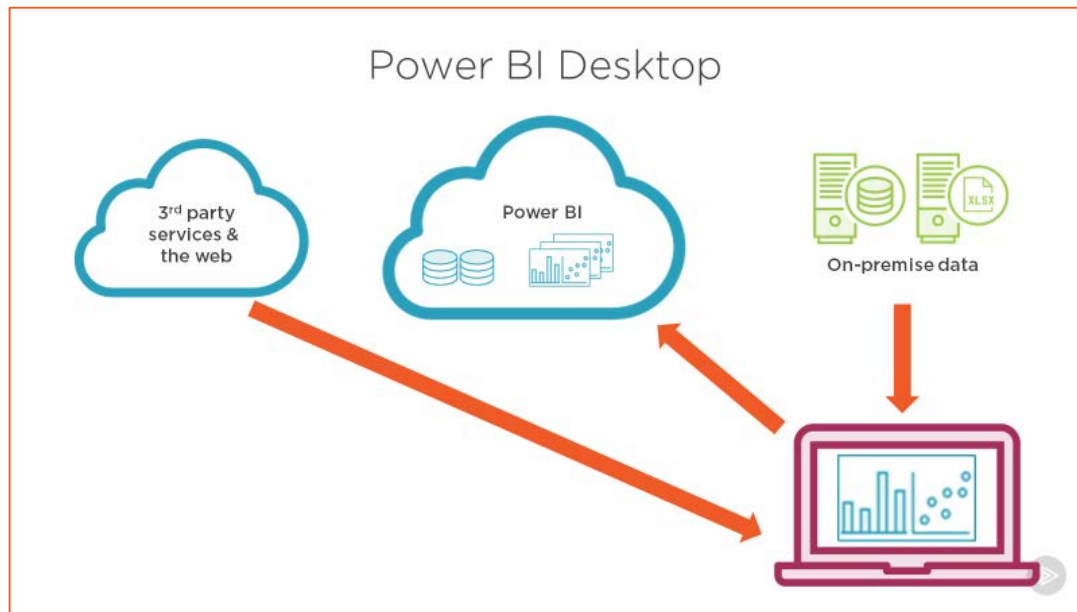 Power BI Desktop
3rd party
services &
the web
Power BI
XLSX
On-premise data